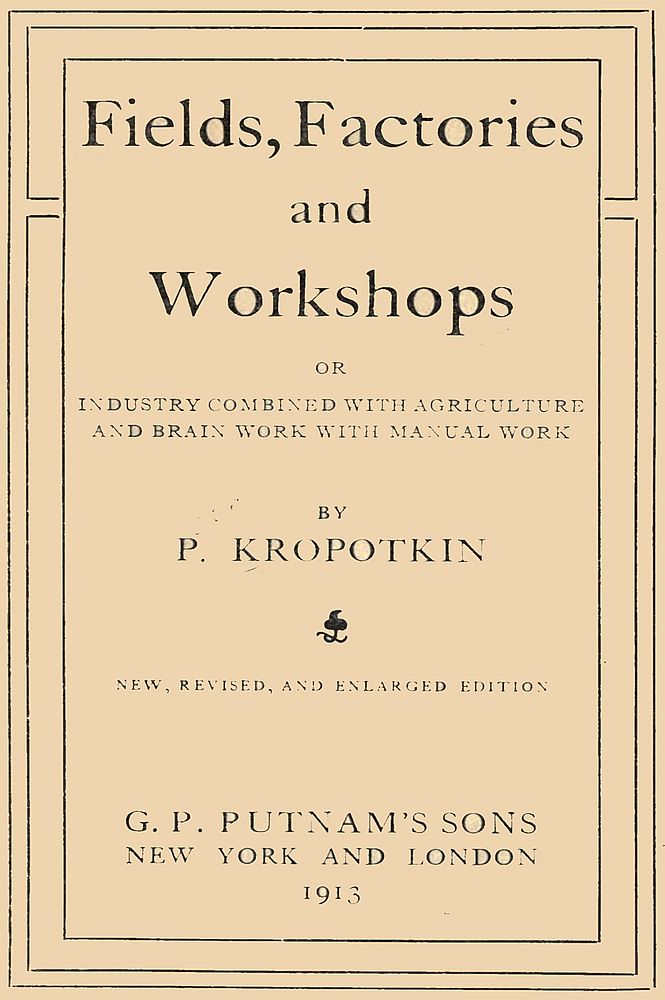 Fields, Factories
and
Workshops
OR
INDUSTRY COMBINED WITH AGRICULTURE
AND BRAIN WORK WITH MANUAL WORK
BY
P. KROPOTKIN
NEW, REVISED, AND ENLARGED EDITION
G. P. PUTNAM'S SONS
NEW YORK AND LONDON
1913